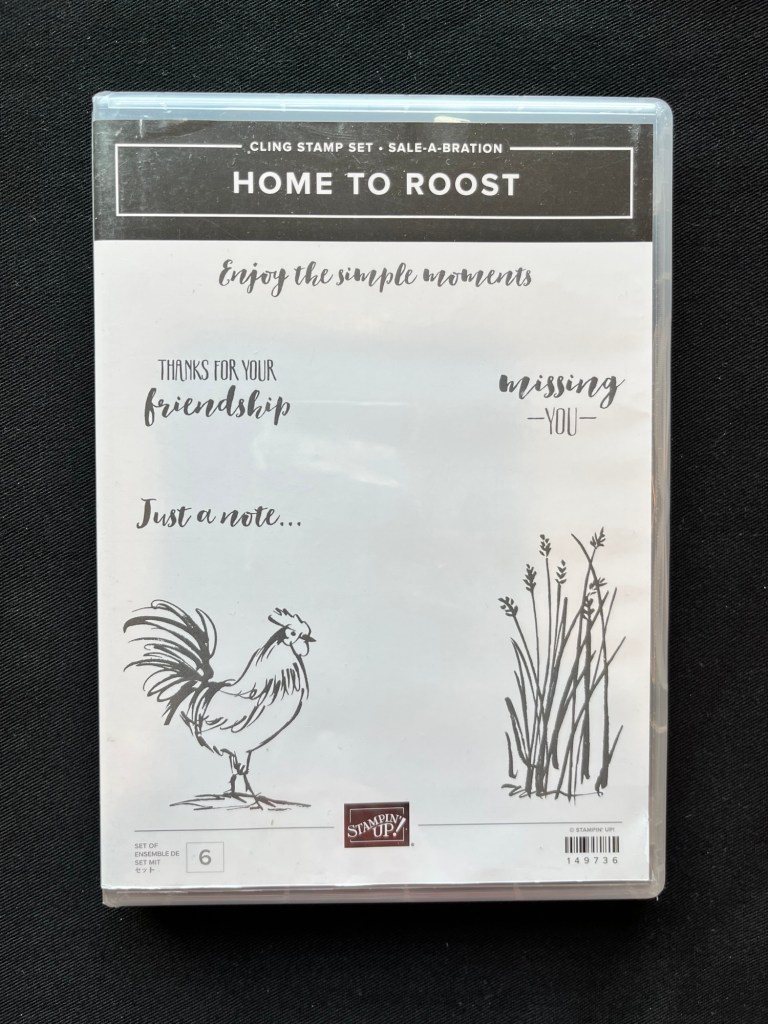 CLING STAMP SET • SALE-A-BRATION
HOME TO ROOST
Enjoy the simple moments
THANKS FOR YOUR
friendship
missing
—YOU—
Just a note...
STAMPIN' UP!®
SET OF
ENSEMBLE DE
SET MIT
セット
6
© STAMPIN' UP!
149736